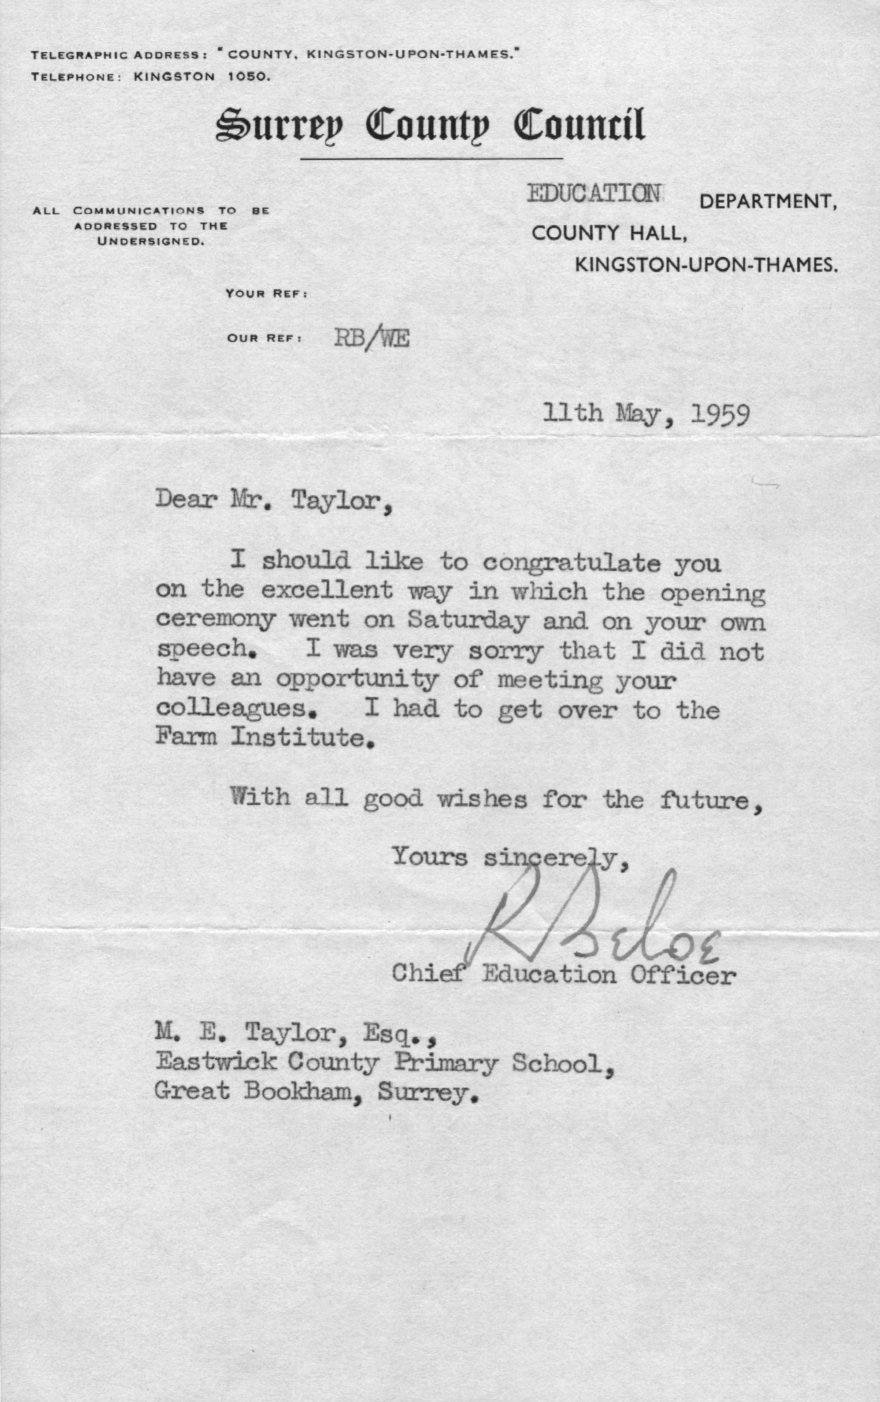 TELEGRAPHIC ADDRESS: "COUNTY, KINGSTON-UPON-THAMES."
TELEPHONE: KINGSTON 1050.
Surrey County Council
EDUCATION DEPARTMENT,
COUNTY HALL,
KINGSTON-UPON-THAMES.
ALL COMMUNICATIONS TO BE
ADDRESSED TO THE
UNDERSIGNED.
YOUR REF:
OUR REF: RB/WE
11th May, 1959
Dear Mr. Taylor,
I should like to congratulate you
on the excellent way in which the opening
ceremony went on Saturday and on your own
speech. I was very sorry that I did not
have an opportunity of meeting your
colleagues. I had to get over to the
Farm Institute.
With all good wishes for the future,
Yours sincerely,
R Beloe
Chief Education Officer
M. E. Taylor, Esq.,
Eastwick County Primary School,
Great Bookham, Surrey.